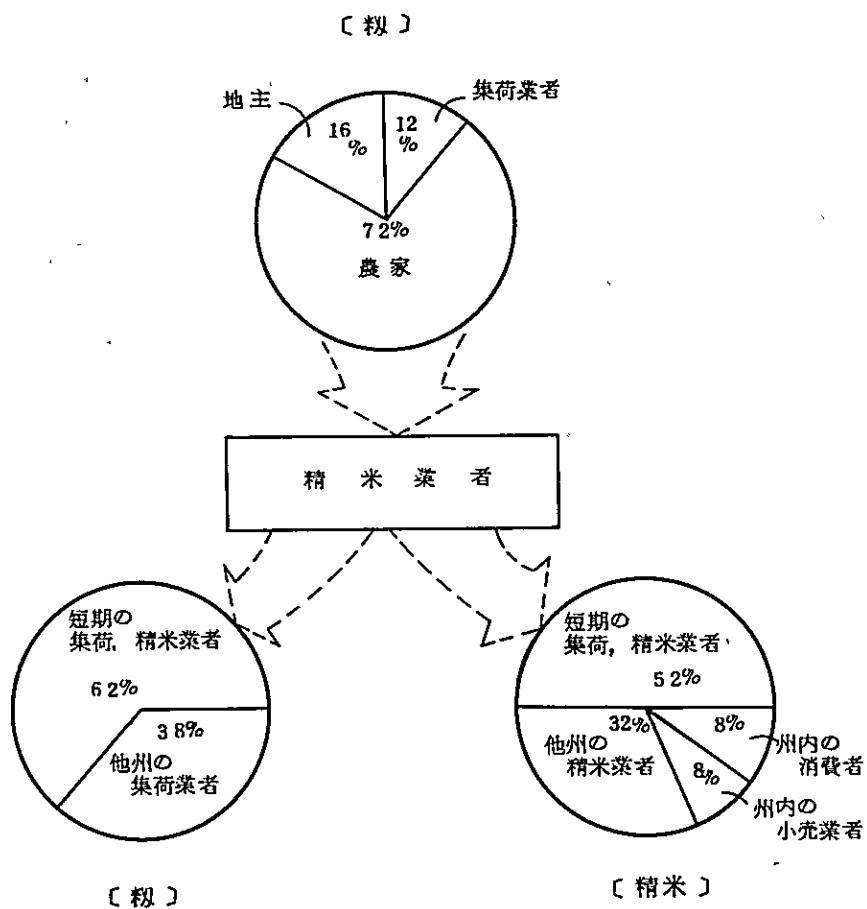 〔 籾 〕
地主
集荷業者
16
%
12
%
72%
農家
精米業者
短期の
集荷, 精米業者
62%
38%
他州の
集荷業者
短期の
集荷, 精米業者
52%
32%
他州の
精米業者
8%
州内の
消費者
8%
州内の
小売業者
〔 籾 〕
〔 精米 〕